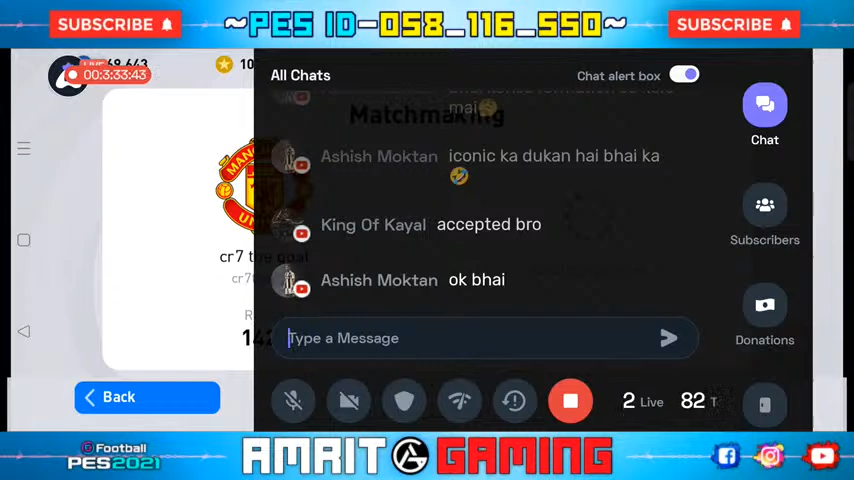 SUBSCRIBE
~PES ID-058_116_550~
SUBSCRIBE
00:3:33:43
All Chats
Chat alert box
Matchmaking
mai
Chat
Ashish Moktan iconic ka dukan hai bhai ka
🤣
King Of Kayal accepted bro
Subscribers
cr7 the goat
Ashish Moktan ok bhai
Type a Message
Donations
Back
2 Live 82 T
eFootball
PES2021
AMRIT GAMING